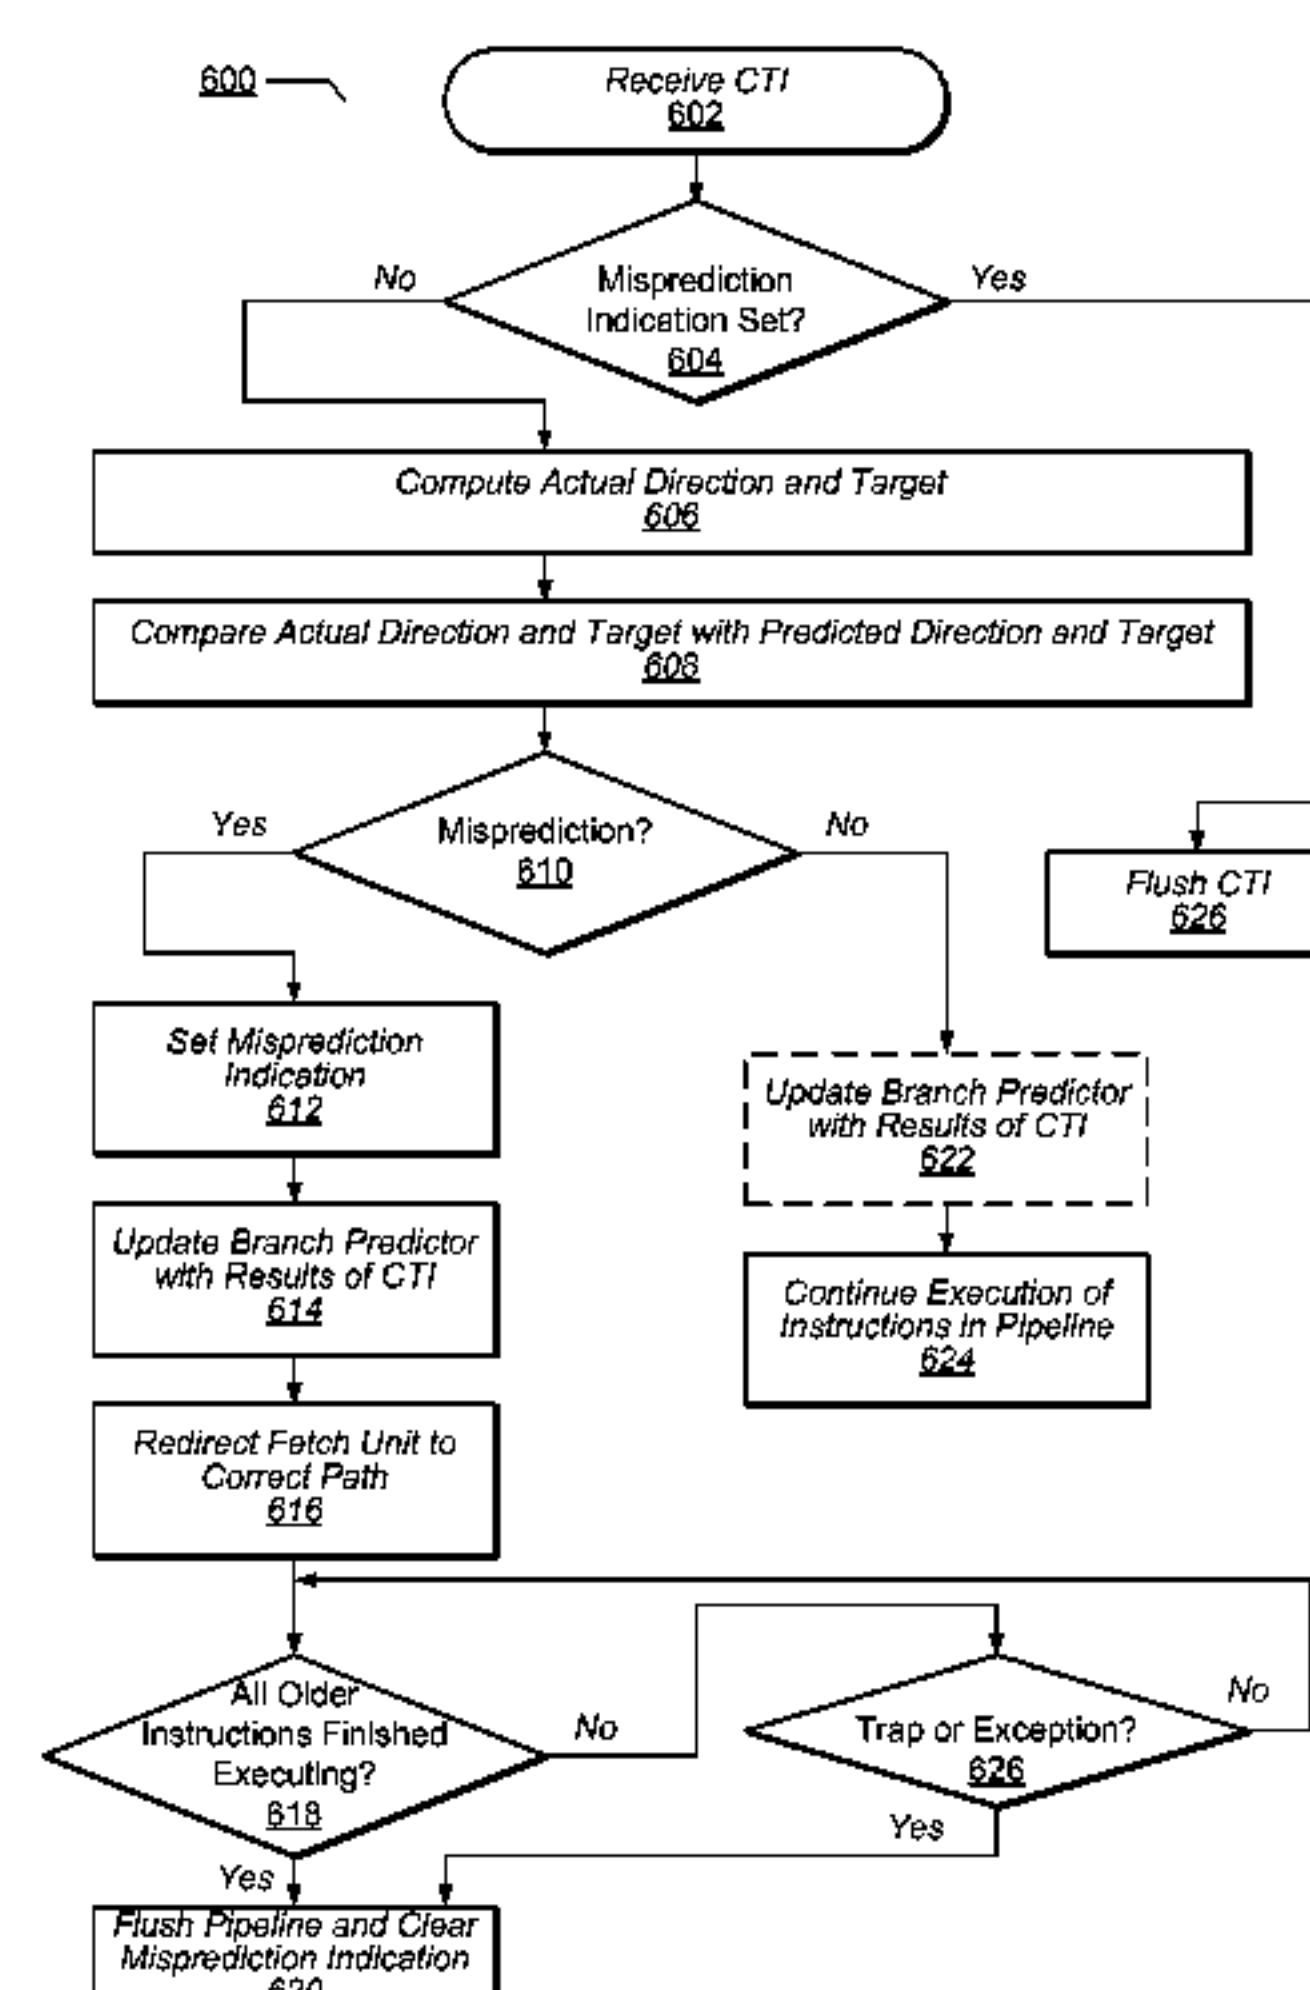 600
Receive CTI
602
No
Misprediction
Indication Set?
604
Yes
Compute Actual Direction and Target
606
Compare Actual Direction and Target with Predicted Direction and Target
608
Yes
Misprediction?
610
No
Flush CTI
626
Set Misprediction
Indication
612
Update Branch Predictor
with Results of CTI
622
Update Branch Predictor
with Results of CTI
614
Continue Execution of
Instructions in Pipeline
624
Redirect Fetch Unit to
Correct Path
616
All Older
Instructions Finished
Executing?
618
No
Trap or Exception?
626
No
Yes
Yes
Flush Pipeline and Clear
Misprediction Indication
620